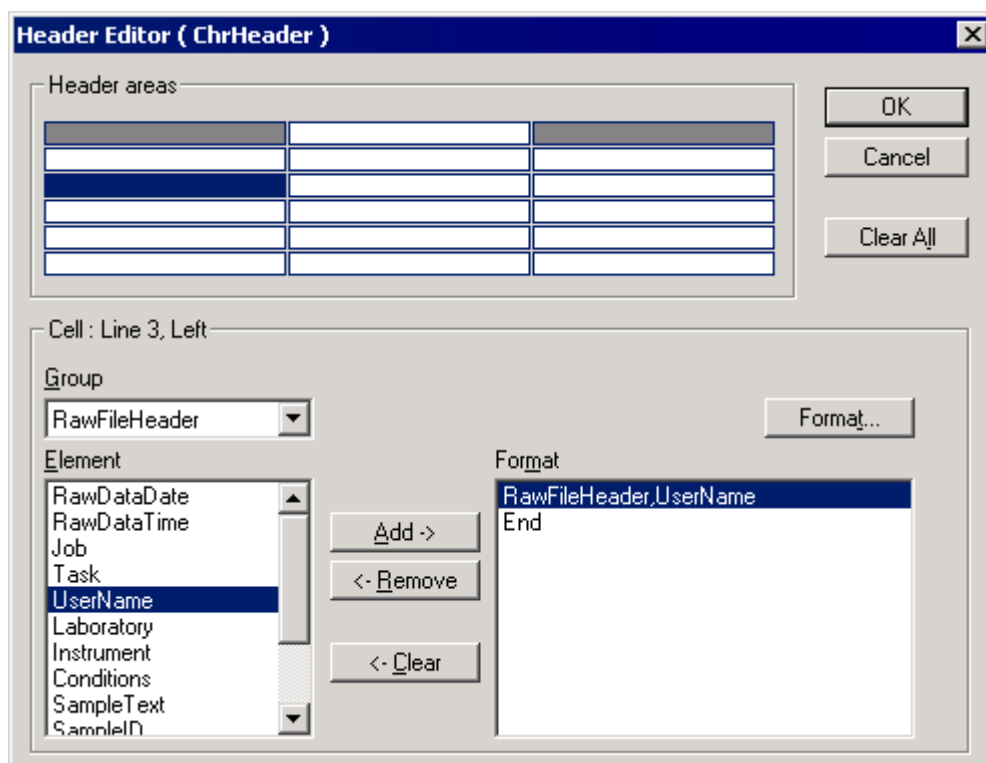 Header Editor ( ChrHeader )
Header areas
OK
Cancel
Clear All
Cell : Line 3, Left
Group
RawFileHeader
Format...
Element
Format
RawDataDate
RawDataTime
Job
Task
UserName
Laboratory
Instrument
Conditions
SampleText
SampleID
Add ->
<- Remove
<- Clear
RawFileHeader,UserName
End